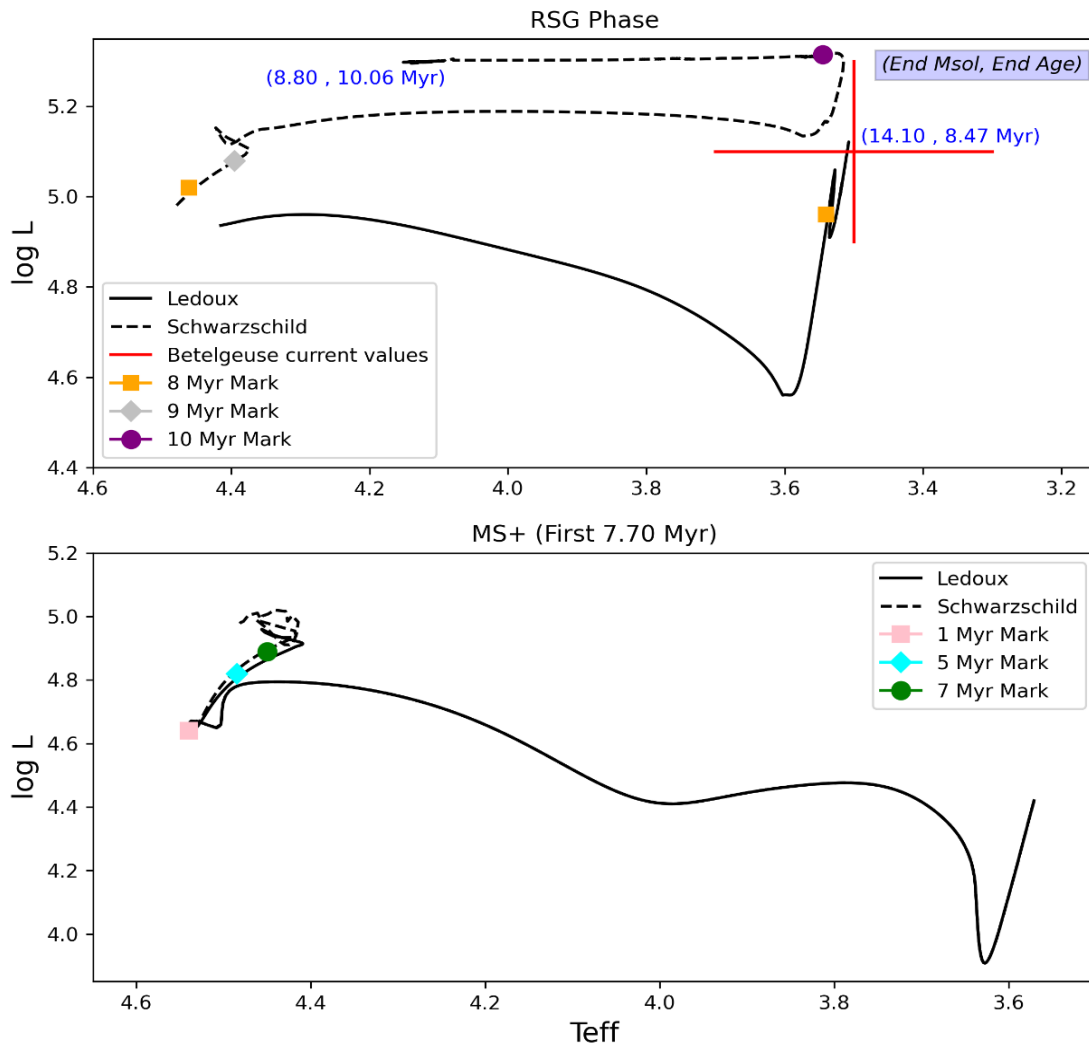 RSG Phase
(End Msol, End Age)
(8.80 , 10.06 Myr)
(14.10 , 8.47 Myr)
5.2
5.0
4.8
4.6
4.4
log L
Ledoux
Schwarzschild
Betelgeuse current values
8 Myr Mark
9 Myr Mark
10 Myr Mark
4.6 4.4 4.2 4.0 3.8 3.6 3.4 3.2
MS+ (First 7.70 Myr)
5.2
5.0
4.8
4.6
4.4
4.2
4.0
log L
Ledoux
Schwarzschild
1 Myr Mark
5 Myr Mark
7 Myr Mark
4.6 4.4 4.2 4.0 3.8 3.6
Teff